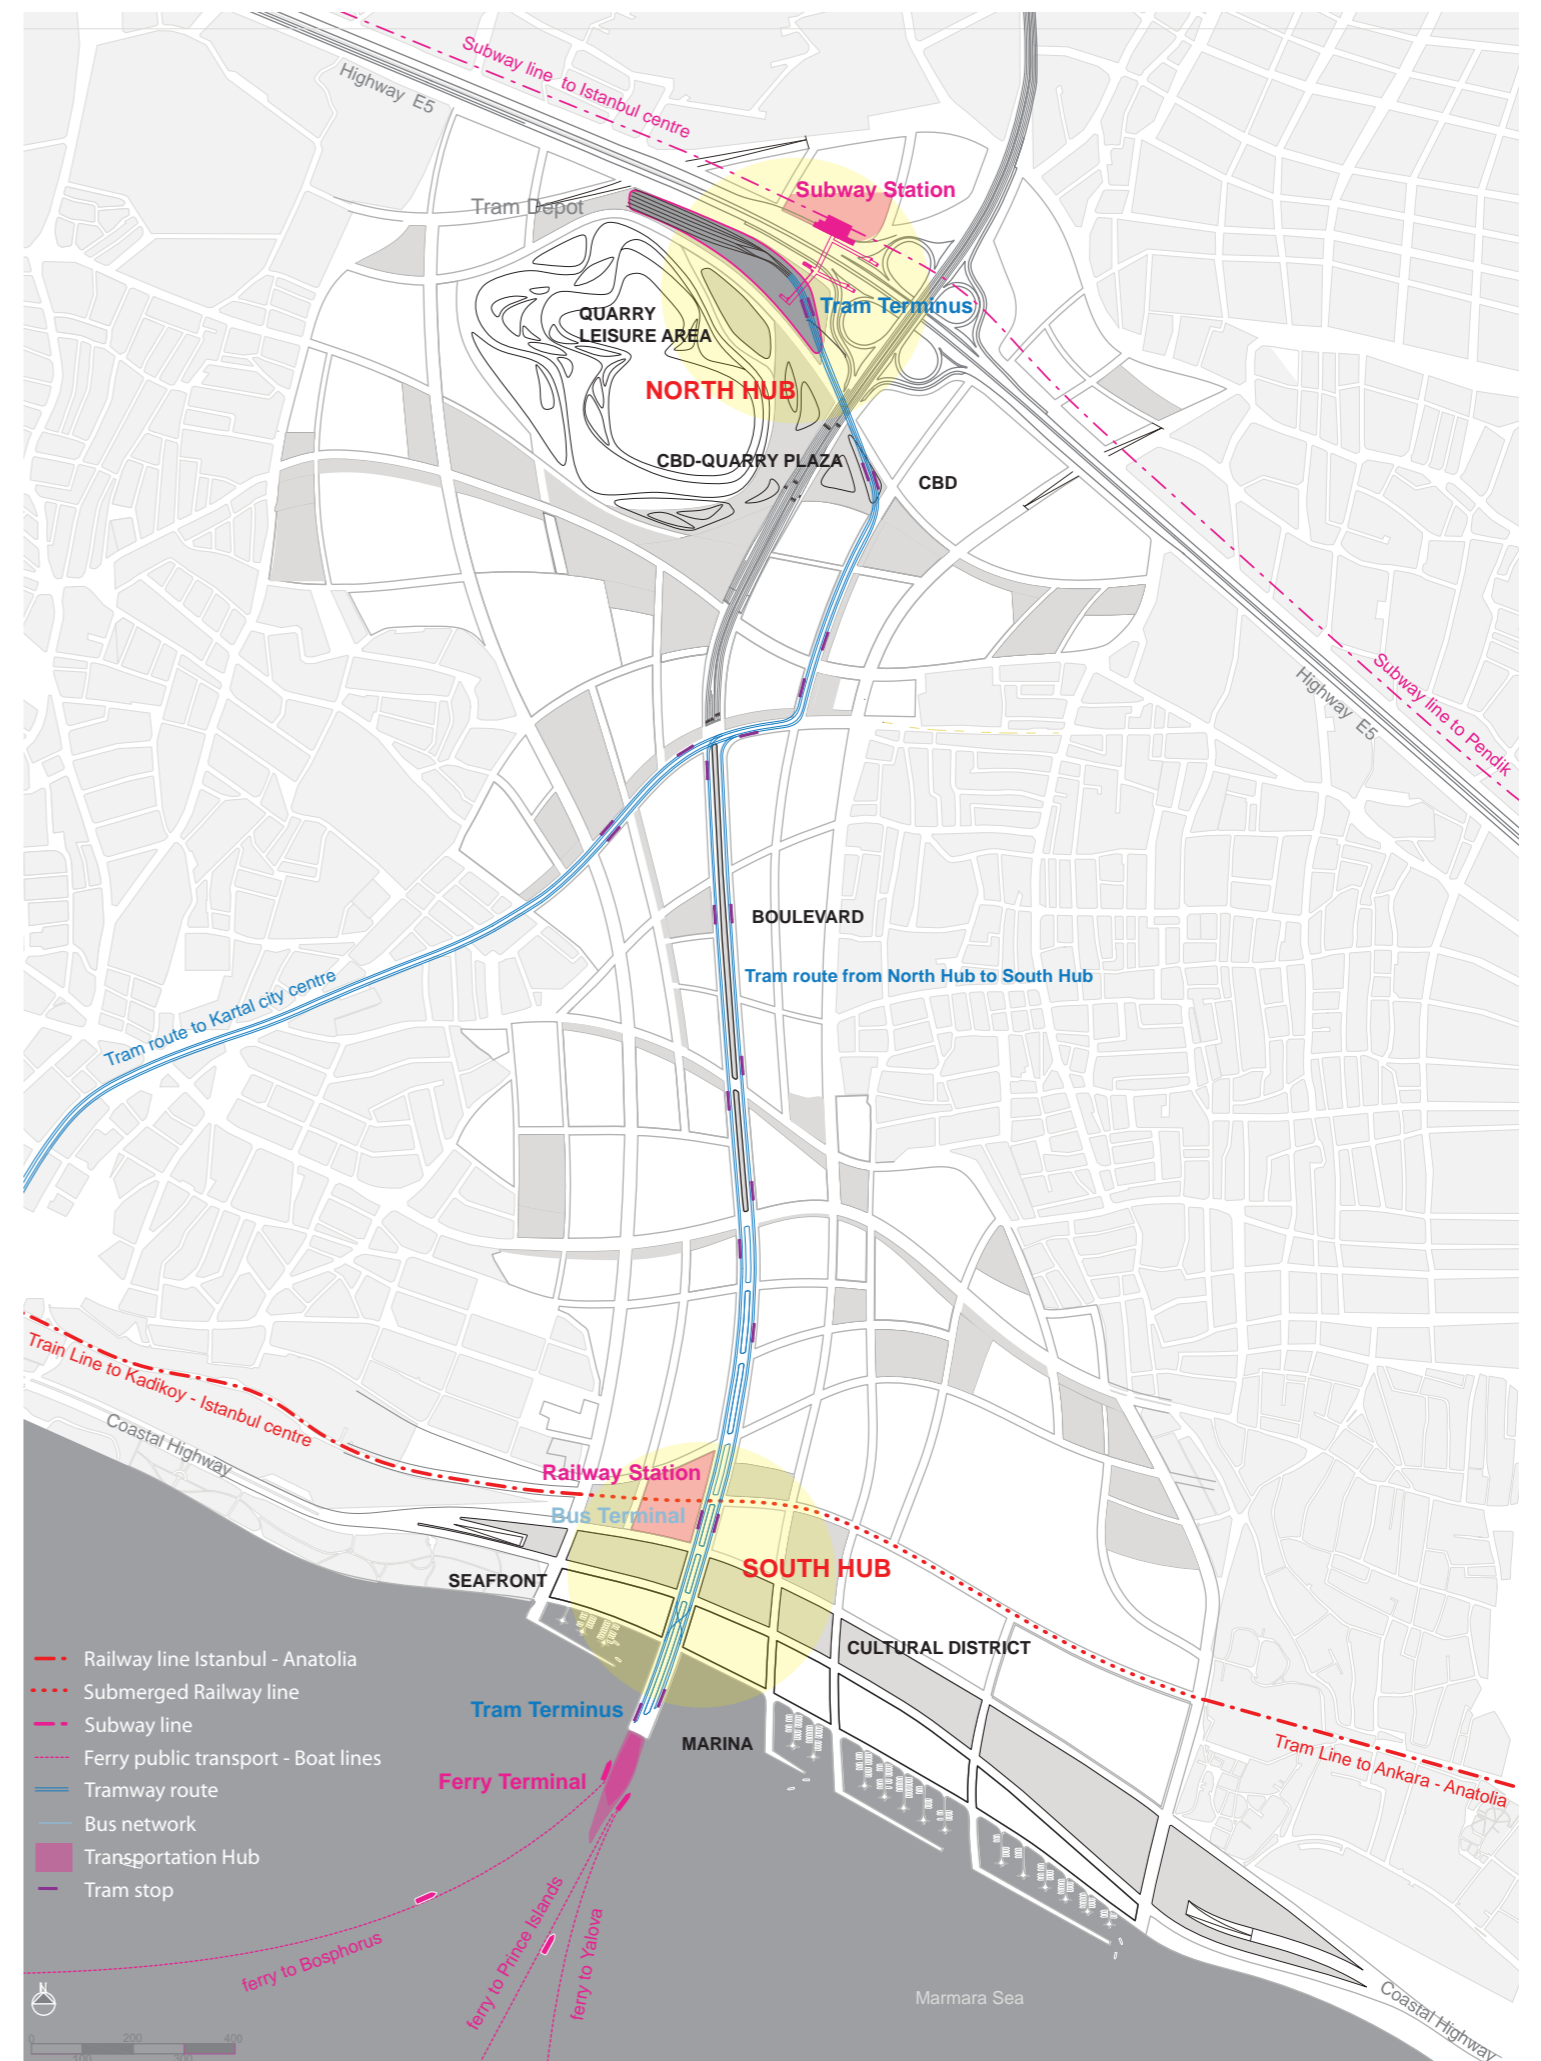 Subway line to Istanbul centre
Highway E5
Subway Station
Tram Depot
Tram Terminus
QUARRY
LEISURE AREA
NORTH HUB
CBD-QUARRY PLAZA
CBD
Subway line to Pendik
Highway E5
BOULEVARD
Tram route from North Hub to South Hub
Tram route to Kartal city centre
Train Line to Kadikoy - Istanbul centre
Coastal Highway
Railway Station
Bus Terminal
SOUTH HUB
SEAFRONT
CULTURAL DISTRICT
Tram Terminus
MARINA
Tram Line to Ankara - Anatolia
Ferry Terminal
Railway line Istanbul - Anatolia
Submerged Railway line
Subway line
Ferry public transport - Boat lines
Tramway route
Bus network
Transportation Hub
Tram stop
ferry to Bosphorus
ferry to Prince Islands
ferry to Yalova
Marmara Sea
Coastal Highway
N
0 200 400
100 300